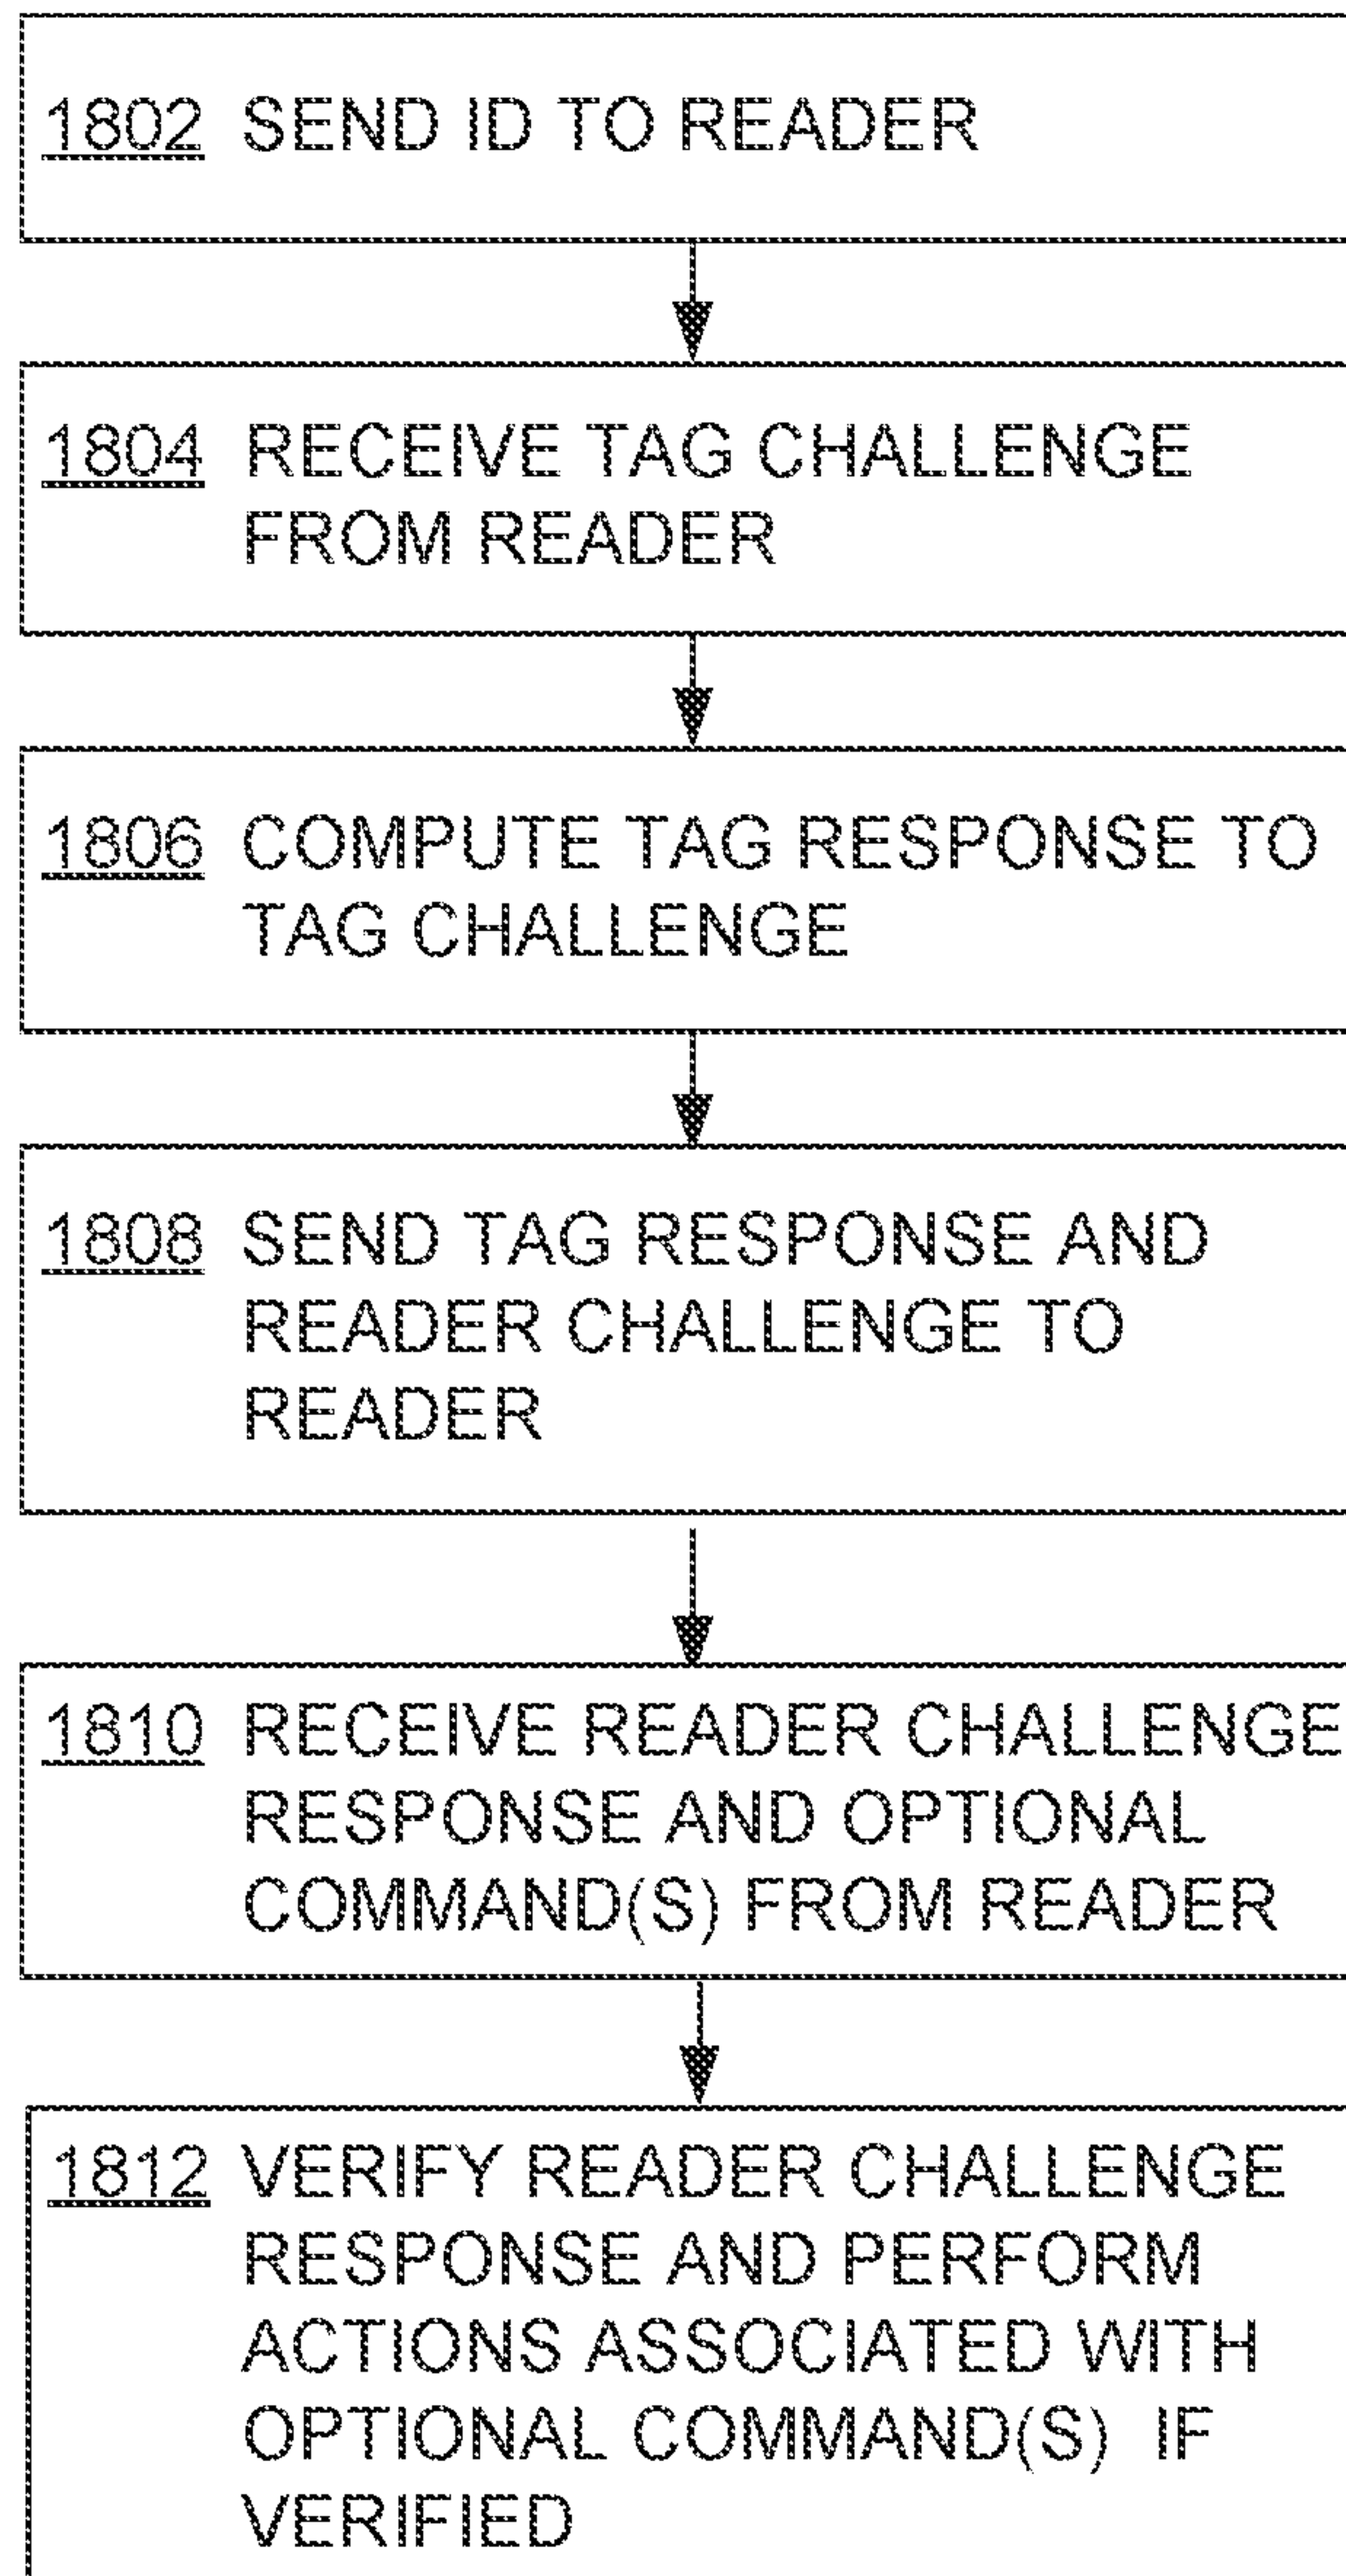 1802 SEND ID TO READER
1804 RECEIVE TAG CHALLENGE
FROM READER
1806 COMPUTE TAG RESPONSE TO
TAG CHALLENGE
1808 SEND TAG RESPONSE AND
READER CHALLENGE TO
READER
1810 RECEIVE READER CHALLENGE
RESPONSE AND OPTIONAL
COMMAND(S) FROM READER
1812 VERIFY READER CHALLENGE
RESPONSE AND PERFORM
ACTIONS ASSOCIATED WITH
OPTIONAL COMMAND(S) IF
VERIFIED